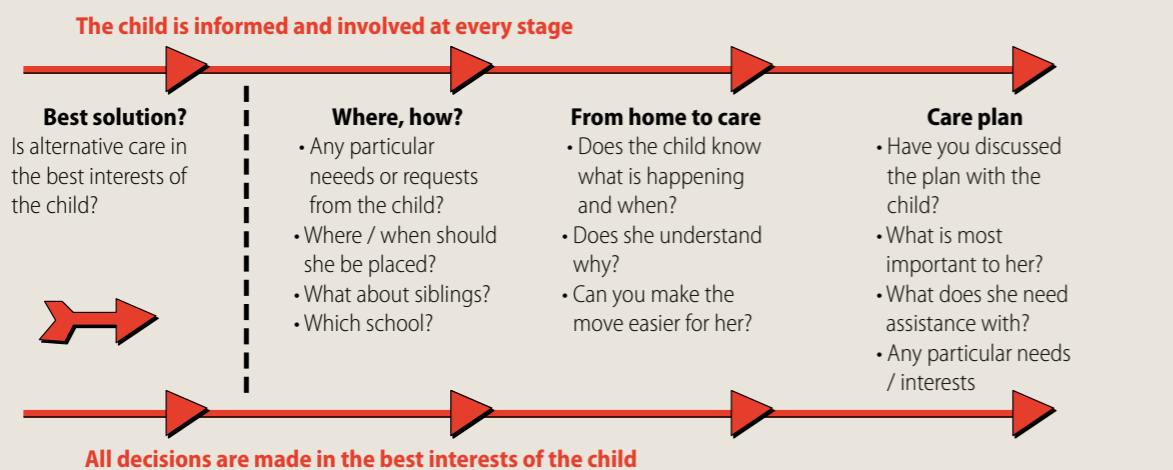 The child is informed and involved at every stage
Best solution?
Is alternative care in
the best interests of
the child?
Where, how?
• Any particular
neeeds or requests
from the child?
• Where / when should
she be placed?
• What about siblings?
• Which school?
From home to care
• Does the child know
what is happening
and when?
• Does she understand
why?
• Can you make the
move easier for her?
Care plan
• Have you discussed
the plan with the
child?
• What is most
important to her?
• What does she need
assistance with?
• Any particular needs
/ interests
All decisions are made in the best interests of the child